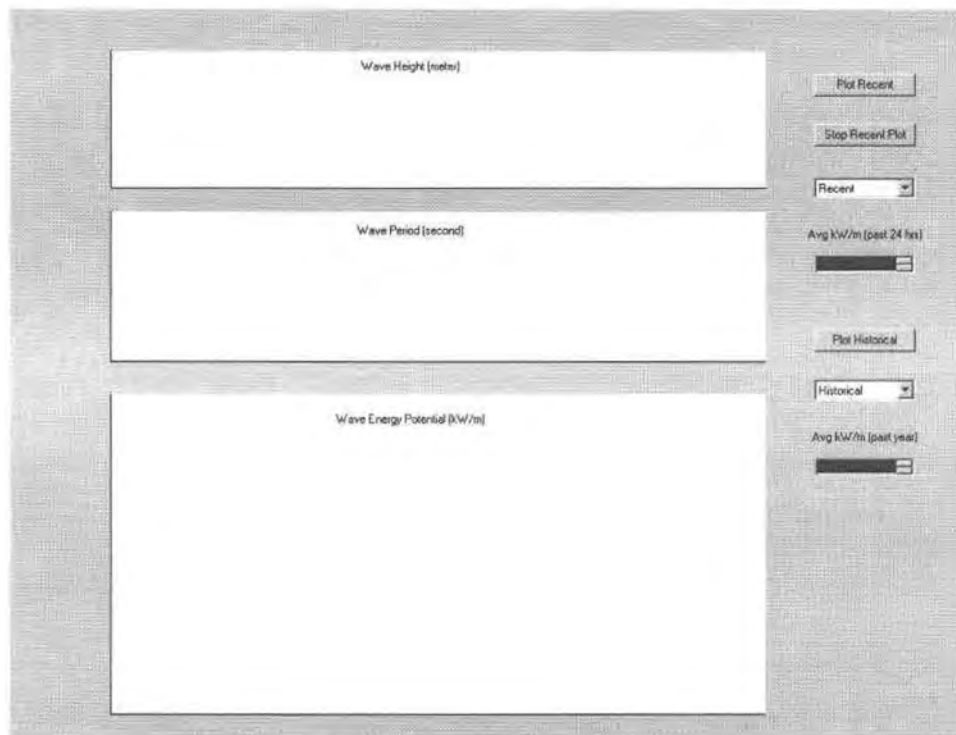 Wave Height (meter)
Plot Recent
Stop Recent Plot
Recent
Wave Period (second)
Avg kW/m (past 24 hrs)
Plot Historical
Historical
Wave Energy Potential (kW/m)
Avg kW/m (past year)